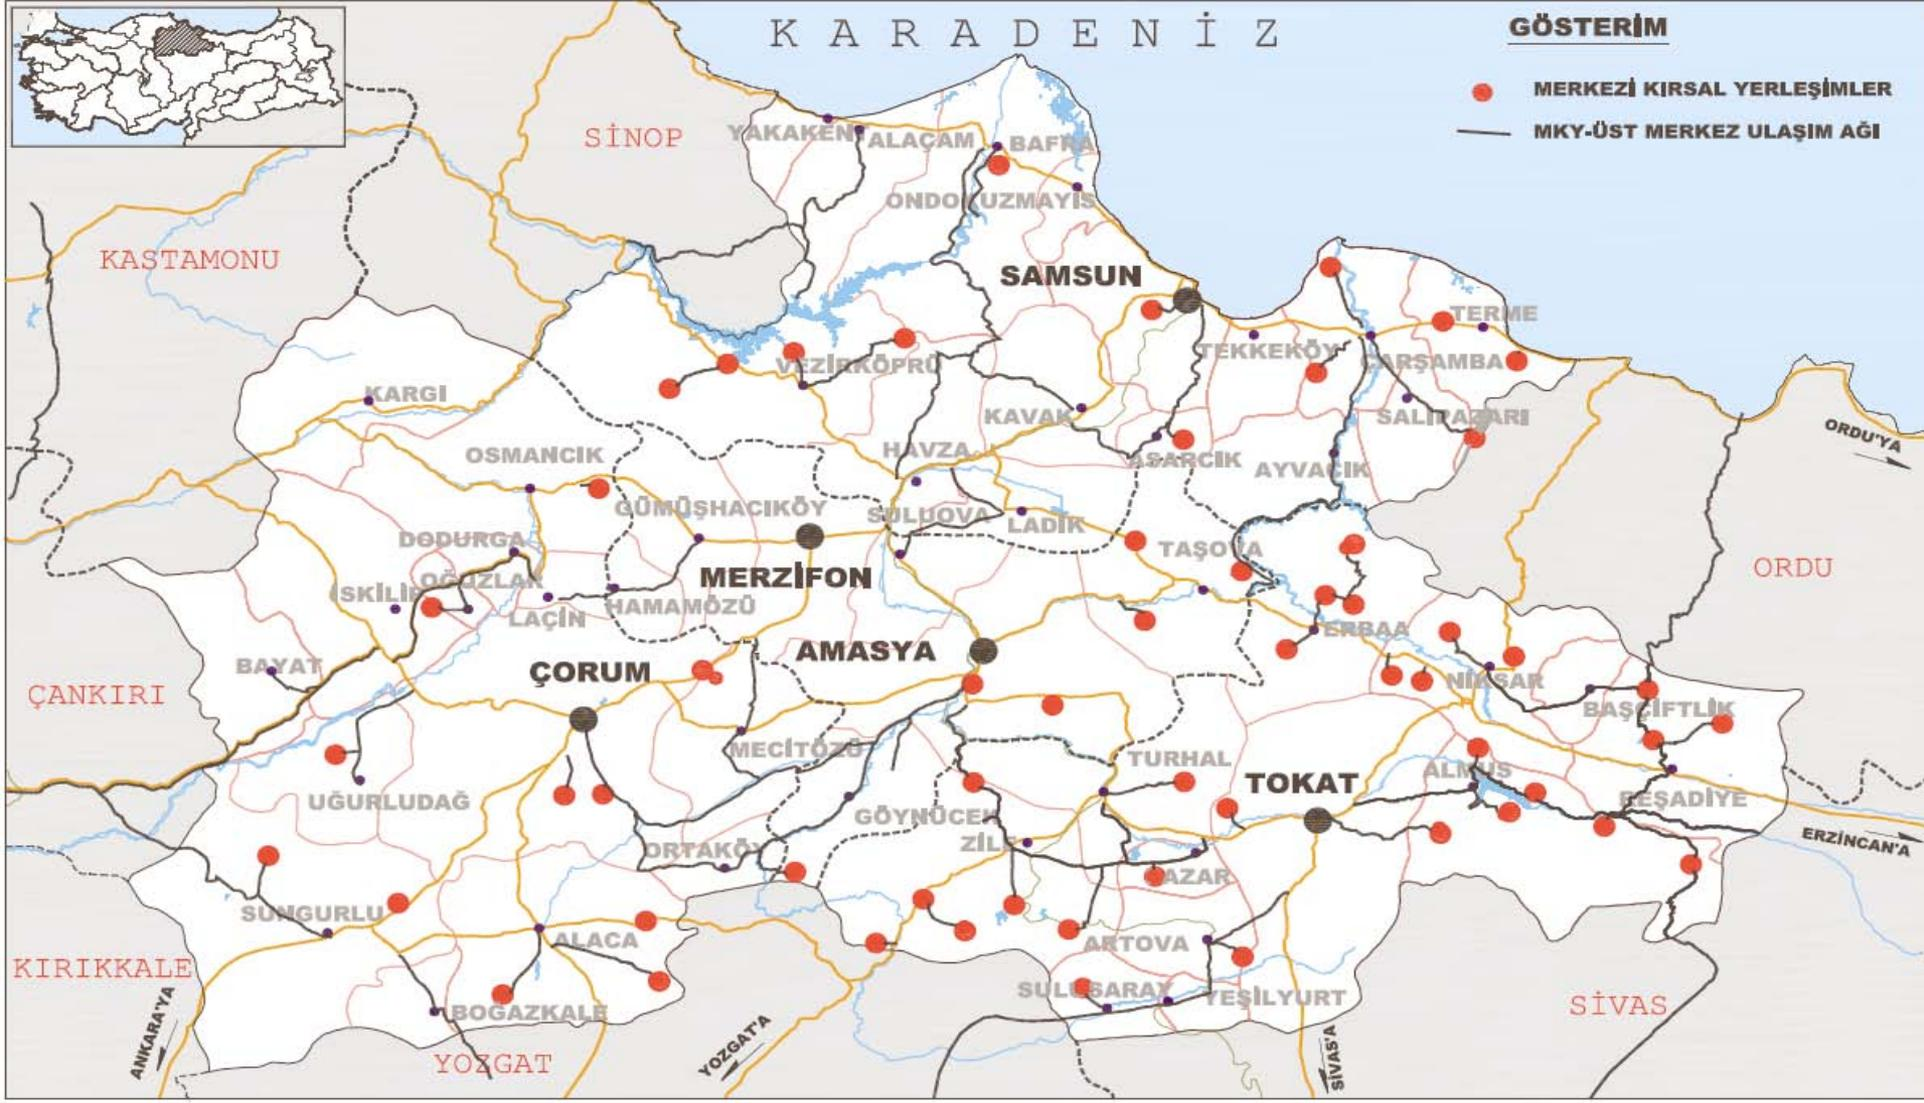 KARADENİZ
GÖSTERİM
MERKEZİ KIRSAL YERLEŞİMLER
MKY-ÜST MERKEZ ULAŞIM AĞI
SİNOP
YAKAKENT
ALAÇAM
BAFRA
ONDOKUZMAYIS
KASTAMONU
SAMSUN
TERME
TEKKEKÖY
ÇARŞAMBA
VEZİRKÖPRÜ
KARGI
KAVAK
SALIPAZARI
ORDU'YA
OSMANCIK
HAVZA
ASARCIK
AYVACIK
GÜMÜŞHACIKÖY
SULUOVA
LADİK
DODURGA
TAŞOVA
ORDU
OĞUZLAR
MERZİFON
İSKİLİP
LAÇİN
HAMAMÖZÜ
ERBAA
BAYAT
ÇORUM
AMASYA
NİKSAR
ÇANKIRI
BAŞÇİFTLİK
MECİTÖZÜ
TURHAL
ALMUS
TOKAT
UĞURLUDAĞ
REŞADİYE
GÖYNÜCEK
ZİLE
ERZİNCAN'A
ORTAKÖY
AZAR
SUNGURLU
ALACA
ARTOVA
KIRIKKALE
SULUSARAY
YEŞİLYURT
SİVAS
BOĞAZKALE
ANKARA'YA
YOZGAT
YOZGAT'A
SİVAS'A